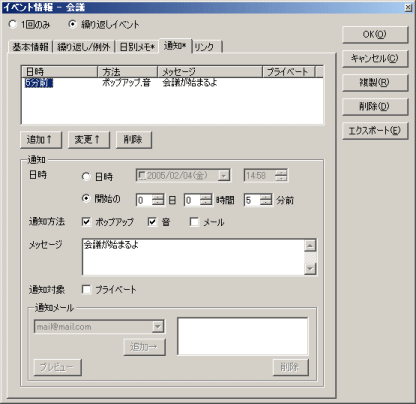 イベント情報 - 会議
1回のみ 繰り返しイベント
OK(O)
キャンセル(C)
複製(R)
削除(D)
エクスポート(E)
基本情報 繰り返し/例外 日別メモ* 通知* リンク
日時 方法 メッセージ プライベート
5分前 ポップアップ,音 会議が始まるよ
追加↑ 変更↑ 削除
通知
日時 日時 2005/02/04(金) 14:58
開始の 0 日 0 時間 5 分前
通知方法 ポップアップ 音 メール
メッセージ 会議が始まるよ
通知対象 プライベート
通知メール
mail@mail.com
追加→
プレビュー 削除